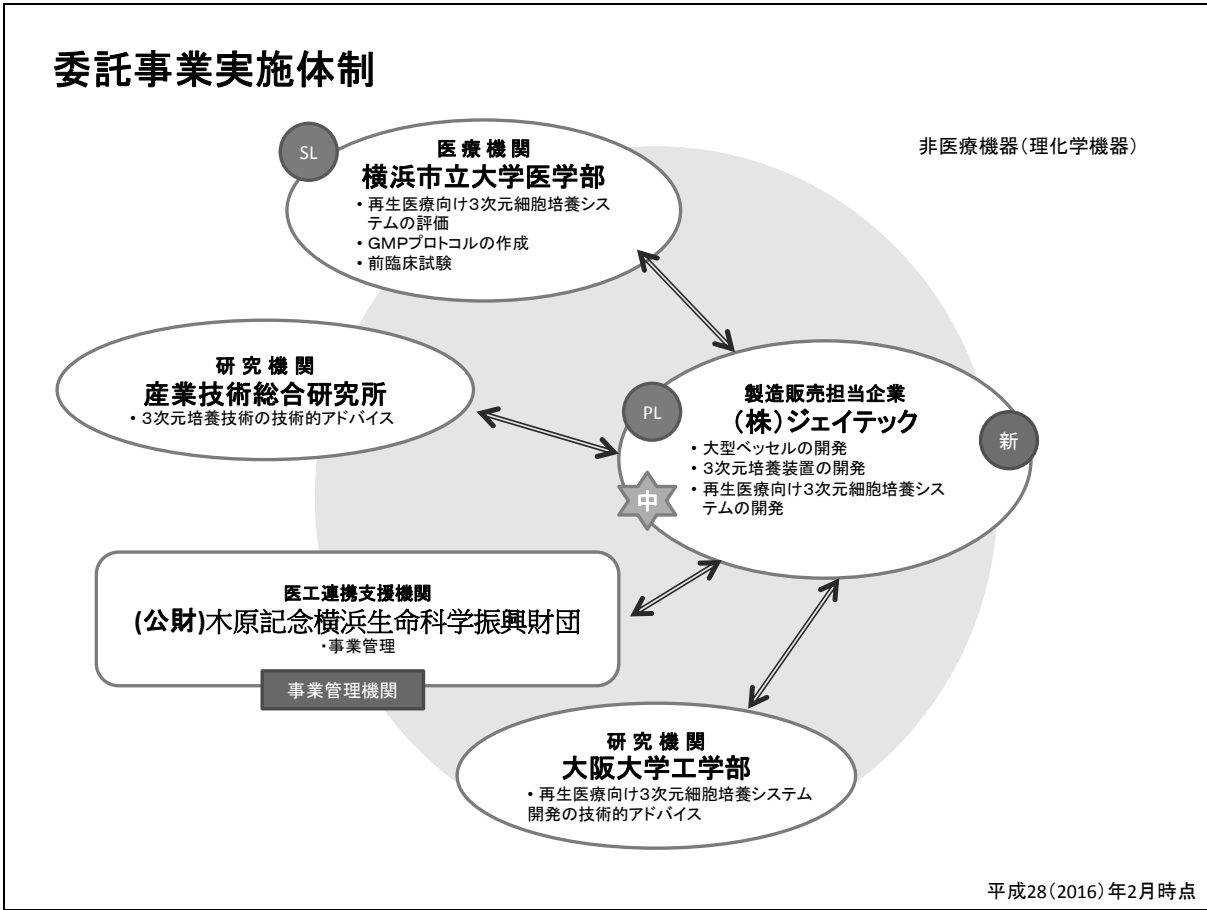 委託事業実施体制
非医療機器(理化学機器)
SL
医療機関
横浜市立大学医学部
・再生医療向け3次元細胞培養シス
テムの評価
・GMPプロトコルの作成
・前臨床試験
研究機関
産業技術総合研究所
・3次元培養技術の技術的アドバイス
PL
製造販売担当企業
(株)ジェイテック
新
・大型ベッセルの開発
・3次元培養装置の開発
・再生医療向け3次元細胞培養シス
テムの開発
中
医工連携支援機関
(公財)木原記念横浜生命科学振興財団
・事業管理
事業管理機関
研究機関
大阪大学工学部
・再生医療向け3次元細胞培養システム
開発の技術的アドバイス
平成28(2016)年2月時点